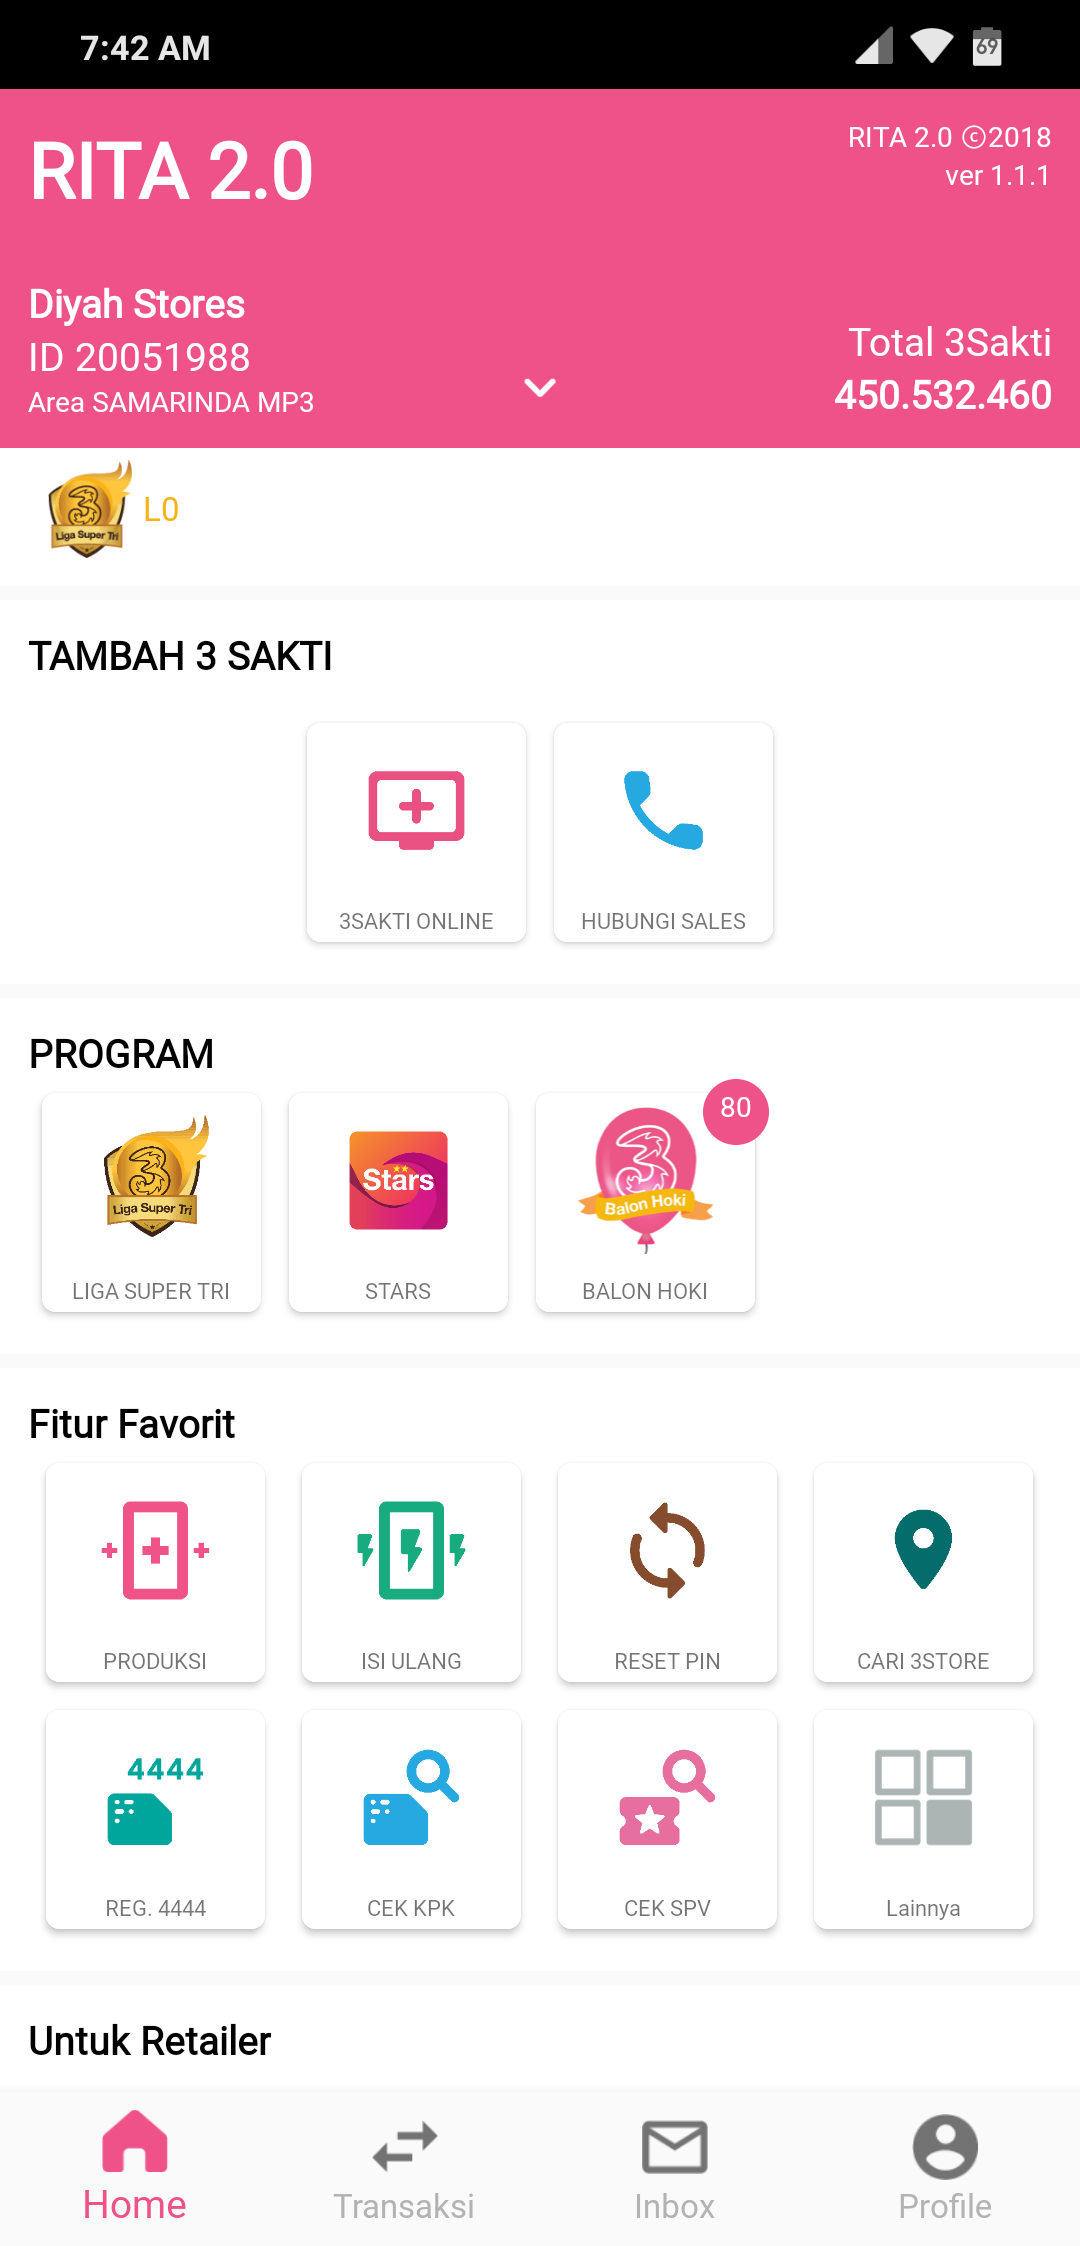 7:42 AM
69
RITA 2.0
RITA 2.0 ©2018
ver 1.1.1
Diyah Stores
ID 20051988
Area SAMARINDA MP3
Total 3Sakti
450.532.460
3
Liga Super Tri
L0
TAMBAH 3 SAKTI
3SAKTI ONLINE
HUBUNGI SALES
PROGRAM
3
Liga Super Tri
LIGA SUPER TRI
Stars
STARS
3
Balon Hoki
80
BALON HOKI
Fitur Favorit
PRODUKSI
ISI ULANG
RESET PIN
CARI 3STORE
4444
REG. 4444
CEK KPK
CEK SPV
Lainnya
Untuk Retailer
Home
Transaksi
Inbox
Profile